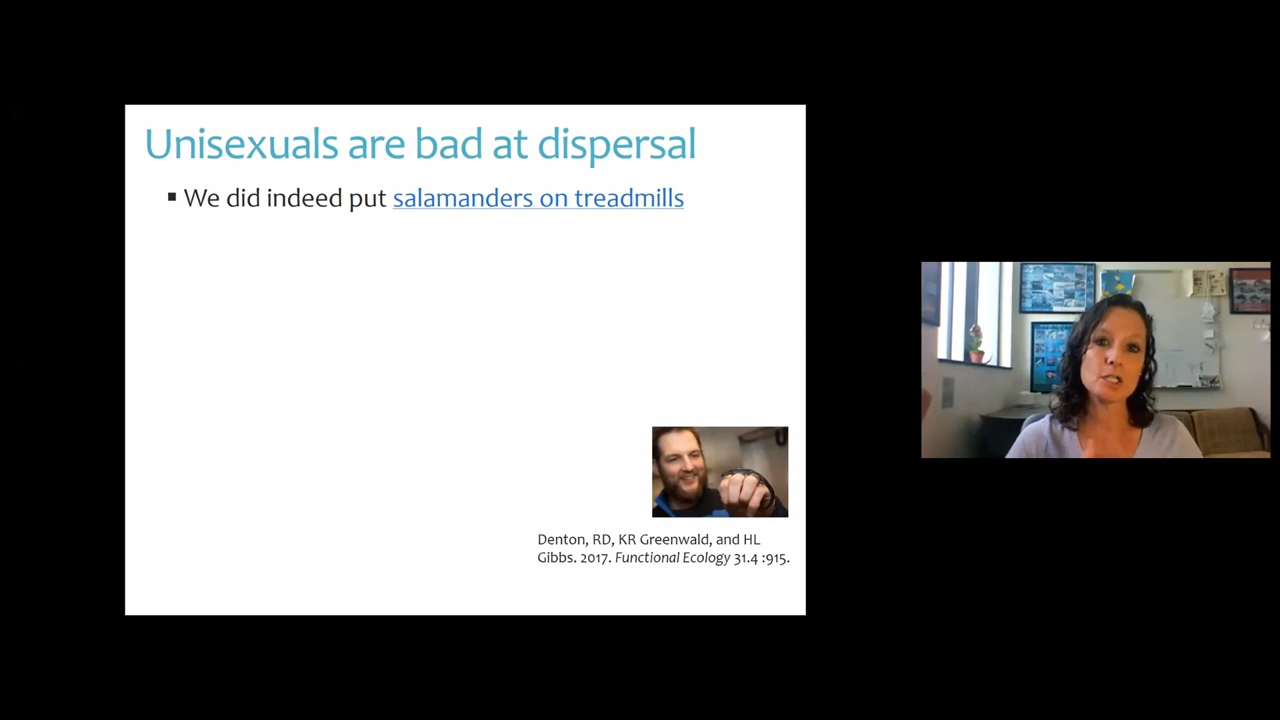 Unisexuals are bad at dispersal
▪ We did indeed put salamanders on treadmills
Denton, RD, KR Greenwald, and HL
Gibbs. 2017. Functional Ecology 31.4 :915.